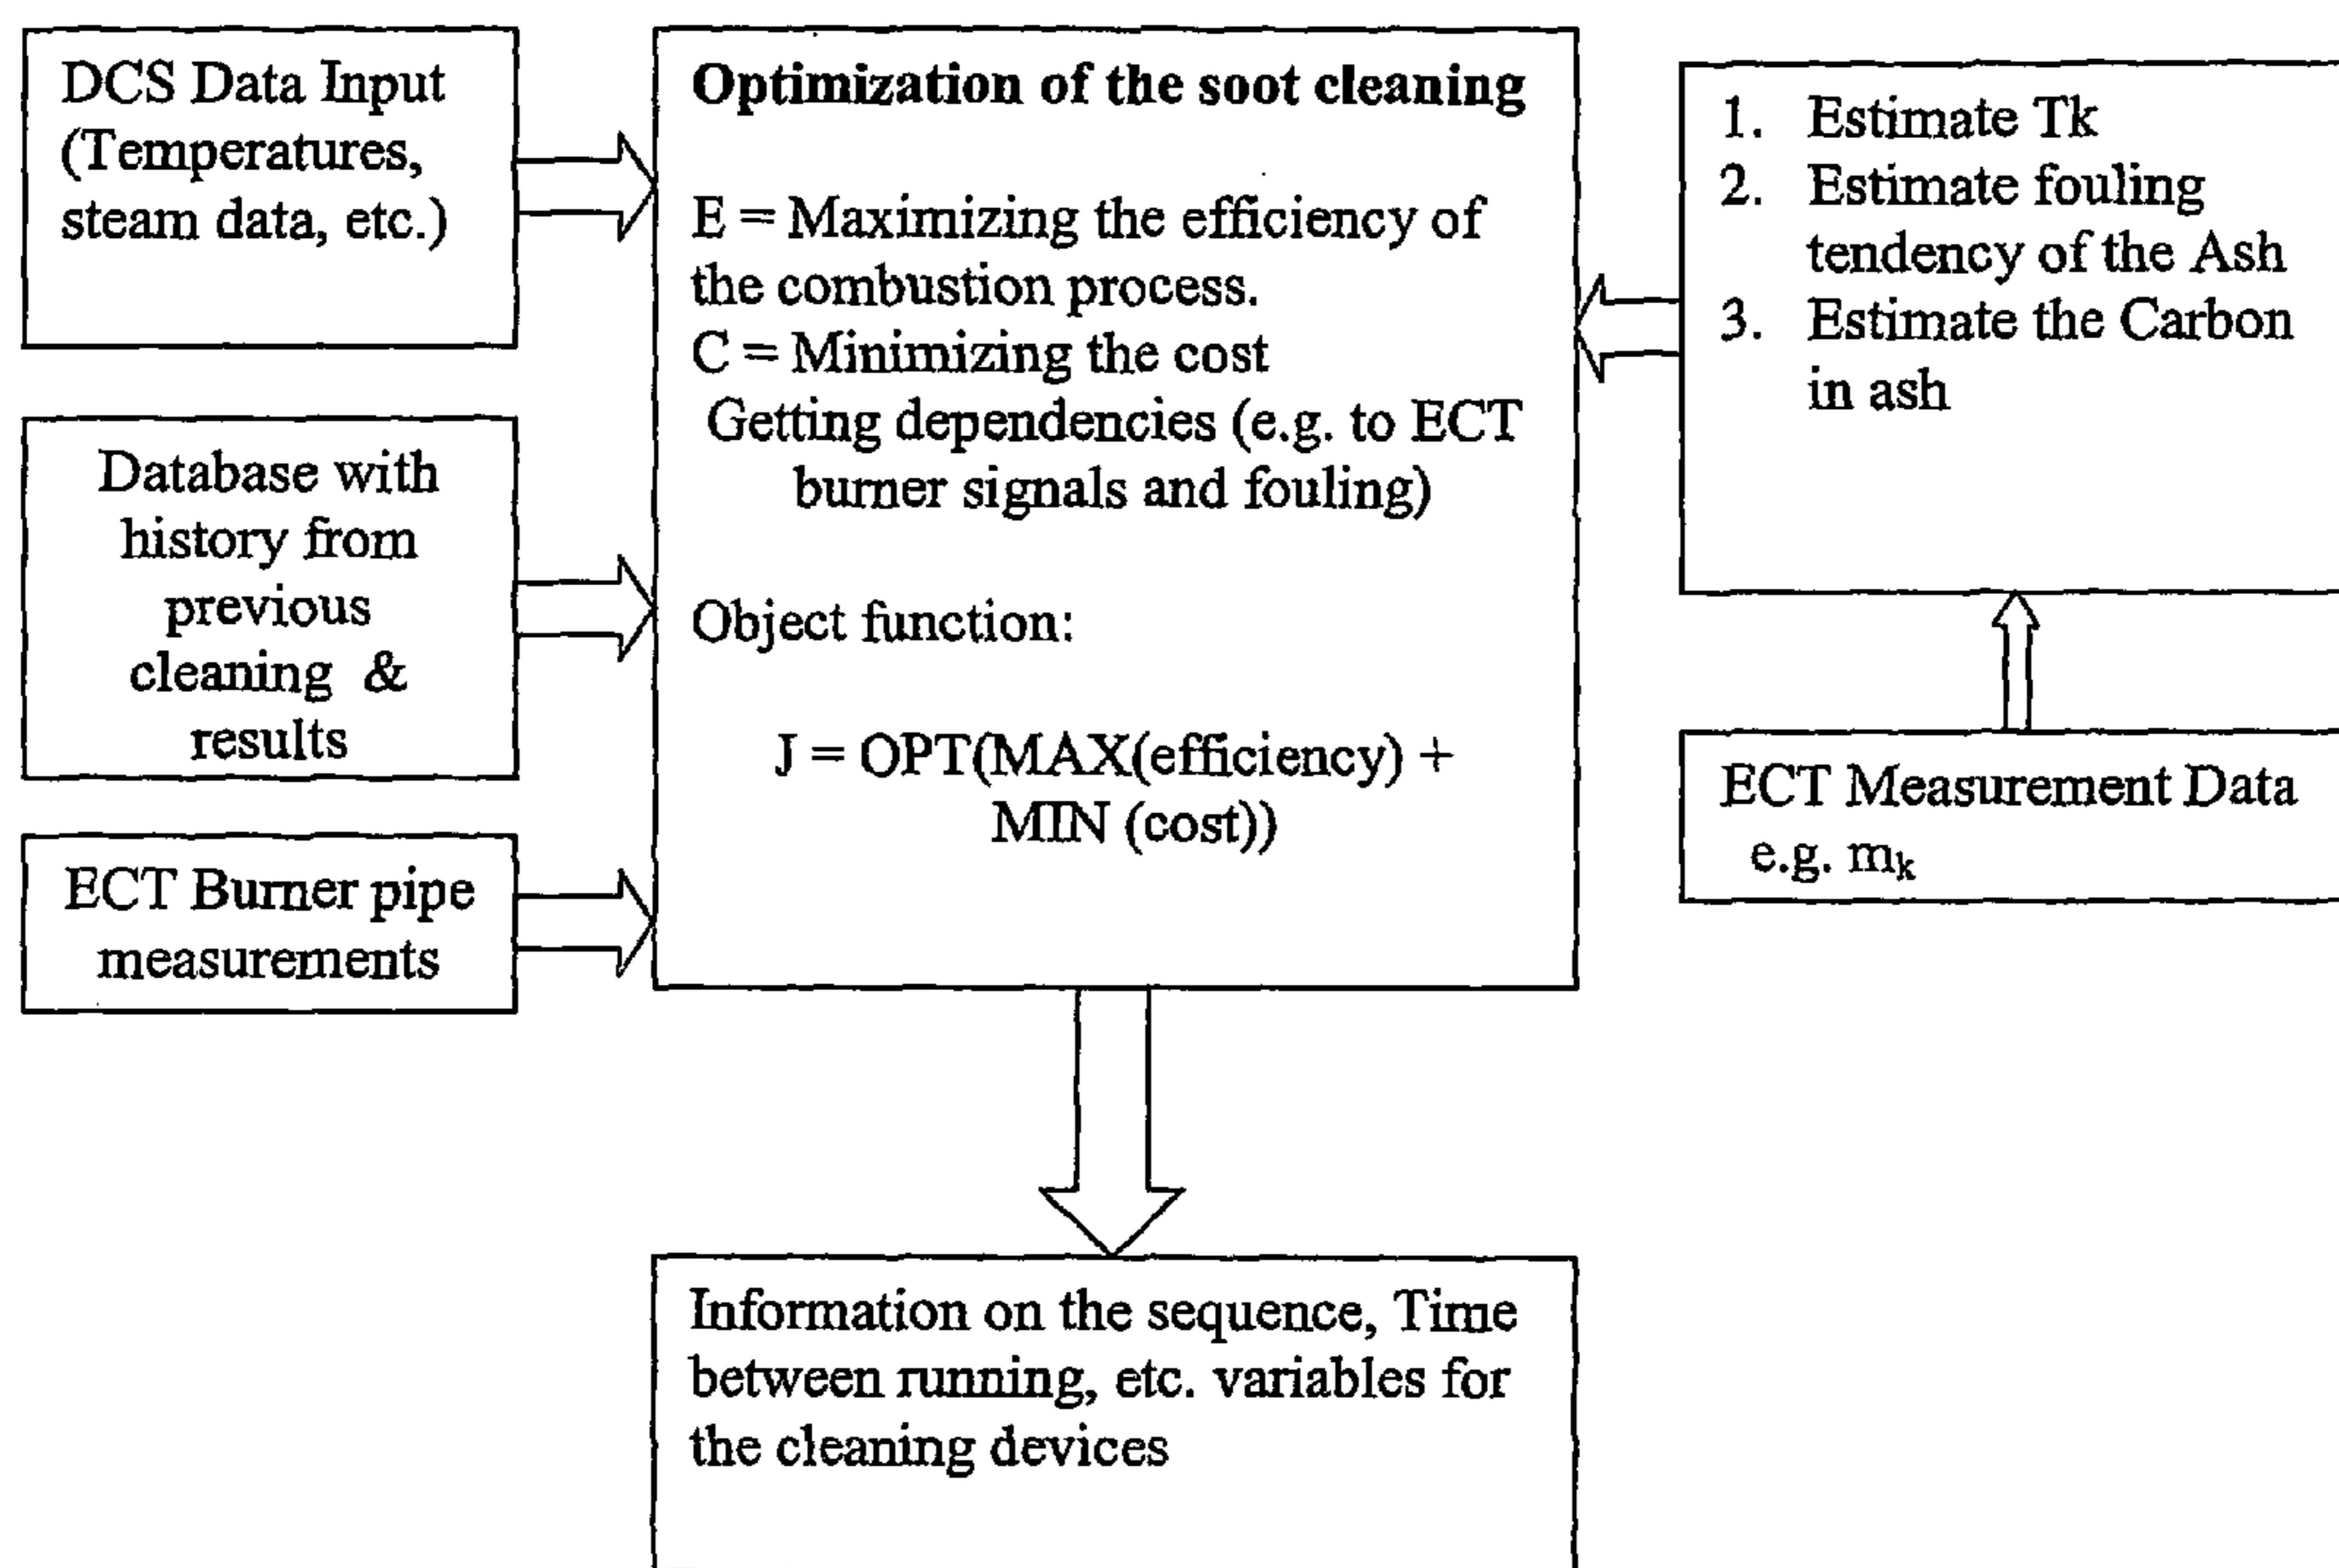 DCS Data Input
(Temperatures,
steam data, etc.)
Database with
history from
previous
cleaning &
results
ECT Burner pipe
measurements
Optimization of the soot cleaning
E = Maximizing the efficiency of
the combustion process.
C = Minimizing the cost
Getting dependencies (e.g. to ECT
burner signals and fouling)
Object function:
J = OPT(MAX(efficiency) +
MIN (cost))
1. Estimate Tk
2. Estimate fouling
tendency of the Ash
3. Estimate the Carbon
in ash
ECT Measurement Data
e.g. mk
Information on the sequence, Time
between running, etc. variables for
the cleaning devices